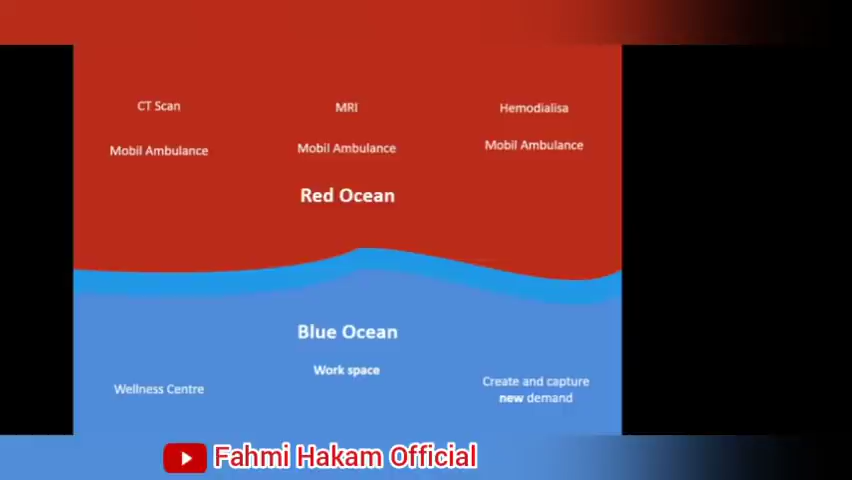 CT Scan
MRI
Hemodialisa
Mobil Ambulance
Mobil Ambulance
Mobil Ambulance
Red Ocean
Blue Ocean
Work space
Wellness Centre
Create and capture
new demand
Fahmi Hakam Official